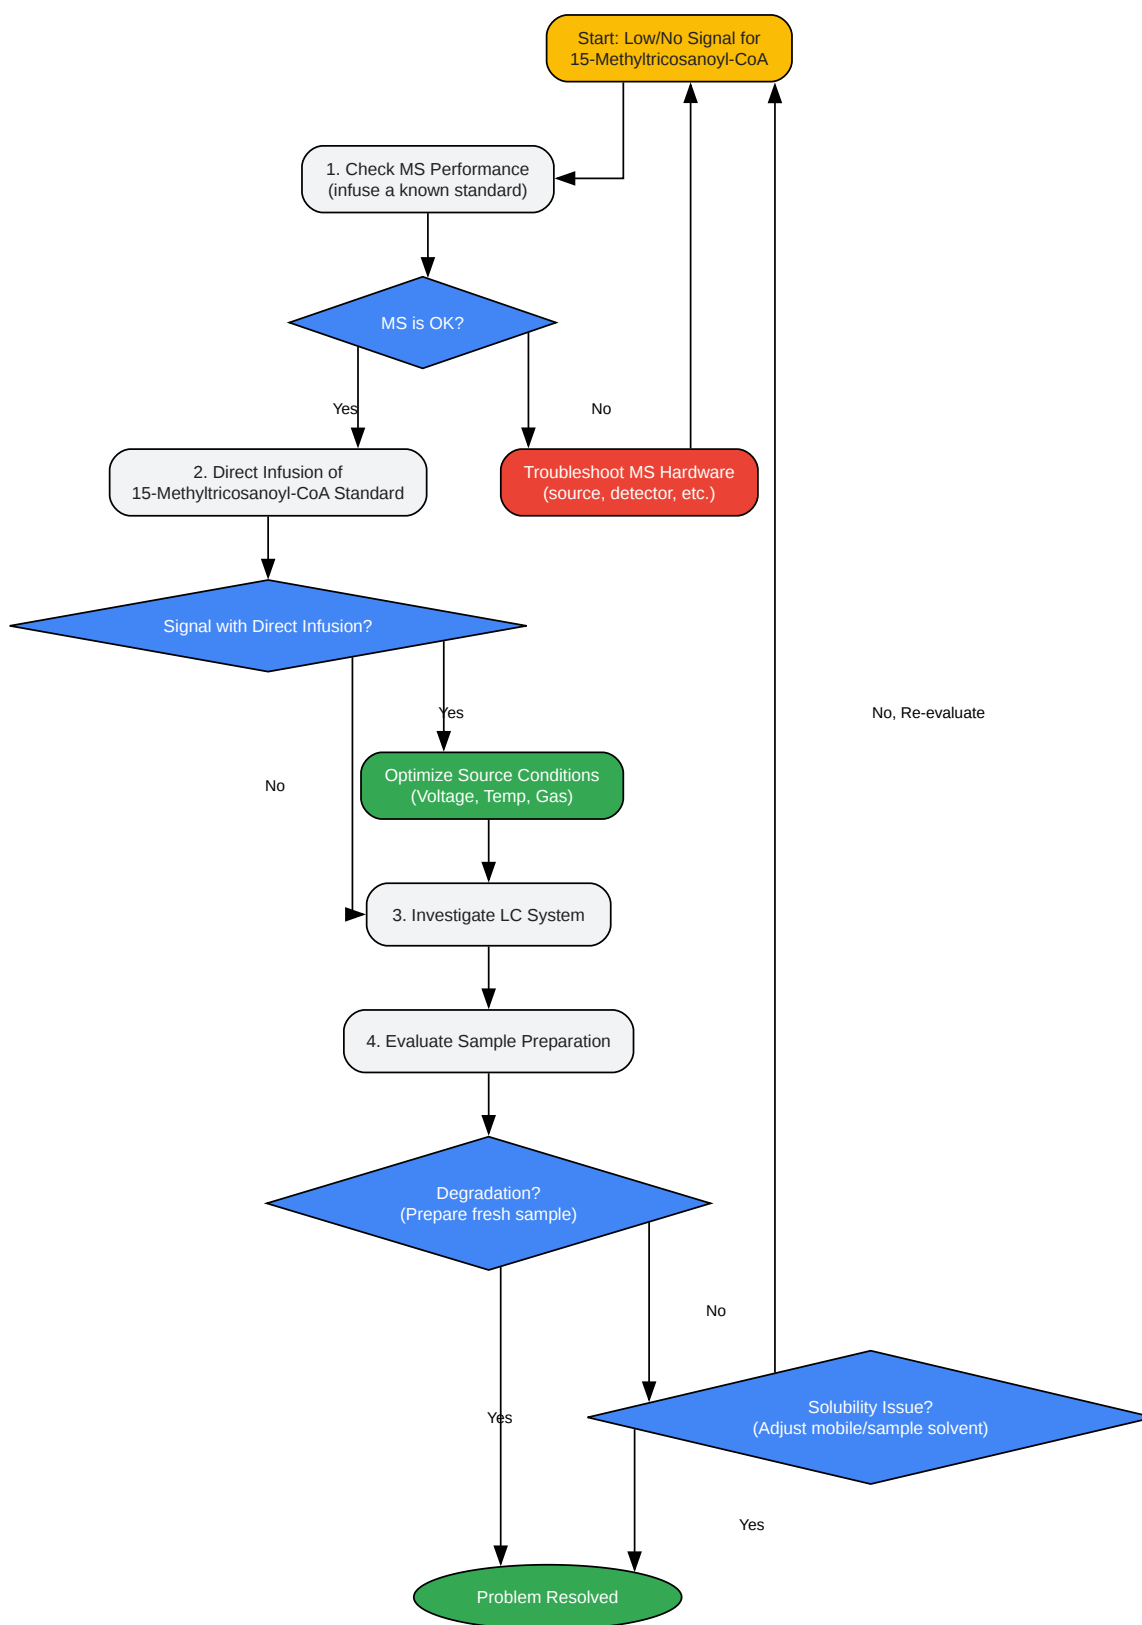 Start: Low/No Signal for
15-Methyltricosanoyl-CoA
1. Check MS Performance
(infuse a known standard)
MS is OK?
Yes
No
2. Direct Infusion of
15-Methyltricosanoyl-CoA Standard
Troubleshoot MS Hardware
(source, detector, etc.)
Signal with Direct Infusion?
Yes
No, Re-evaluate
No
Optimize Source Conditions
(Voltage, Temp, Gas)
3. Investigate LC System
4. Evaluate Sample Preparation
Degradation?
(Prepare fresh sample)
No
Yes
Solubility Issue?
(Adjust mobile/sample solvent)
Yes
Problem Resolved